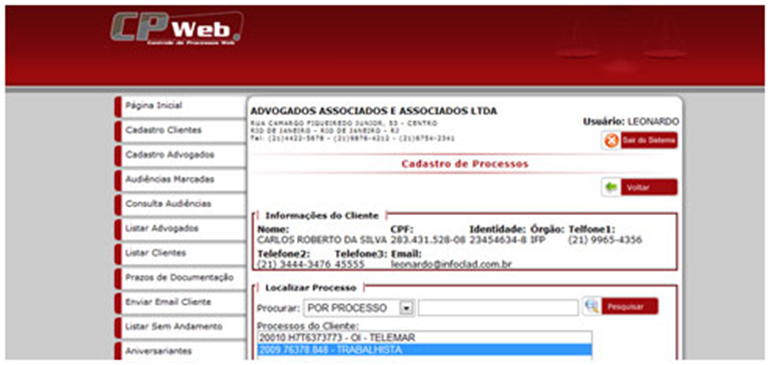 CP Web.
Controle de Processos Web
Página Inicial
Cadastro Clientes
Cadastro Advogados
Audiências Marcadas
Consulta Audiências
Listar Advogados
Listar Clientes
Prazos de Documentação
Enviar Email Cliente
Listar Sem Andamento
Aniversariantes
ADVOGADOS ASSOCIADOS E ASSOCIADOS LTDA
RUA CAMARGO FIGUEIREDO JUNIOR, 53 - CENTRO
RIO DE JANEIRO - RIO DE JANEIRO - RJ
Tel: (21)4422-5678 - (21)9876-4212 - (21)6754-2341
Usuário: LEONARDO
Sair do Sistema
Cadastro de Processos
Voltar
Informações do Cliente
Nome: CPF: Identidade: Órgão: Telfone1:
CARLOS ROBERTO DA SILVA 283.431.528-08 23454634-8 IFP (21) 9965-4356
Telefone2: Telefone3: Email:
(21) 3444-3476 45555 leonardo@infoclad.com.br
Localizar Processo
Procurar: POR PROCESSO Pesquisar
Processos do Cliente:
20010.H7T6373773 - OI - TELEMAR
2009.76378.848 - TRABALHISTA